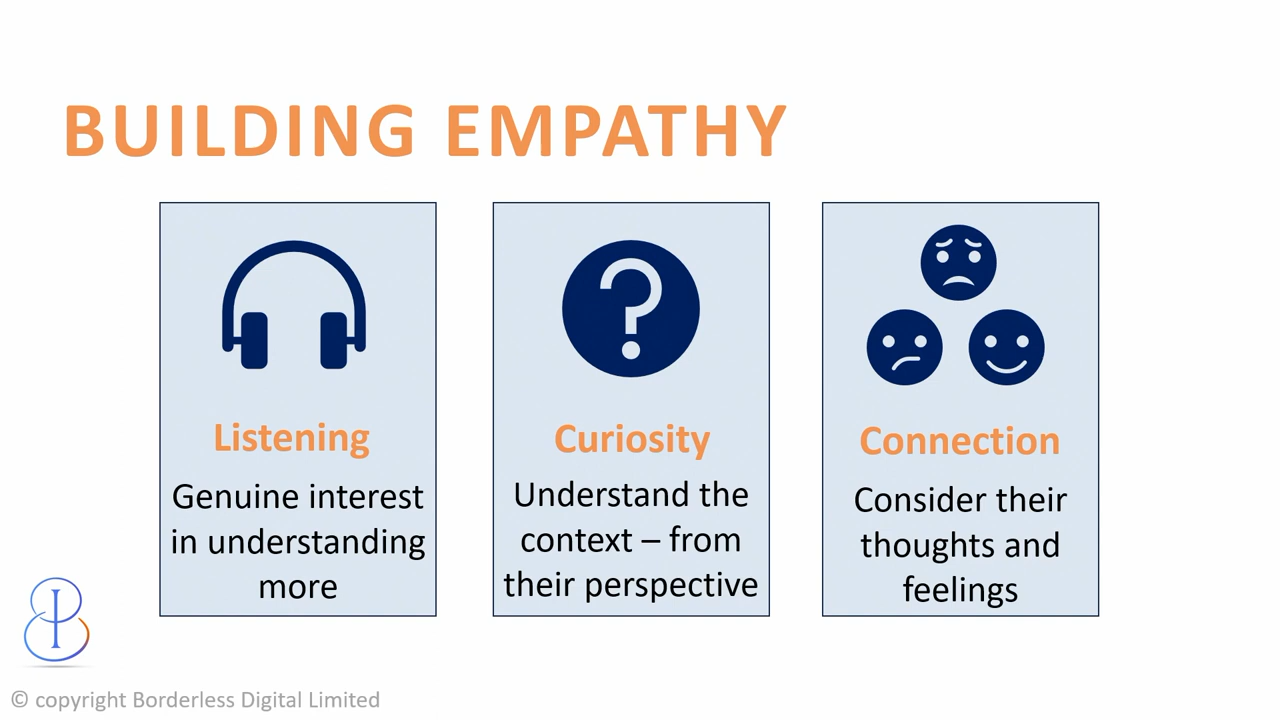 BUILDING EMPATHY
Listening
Genuine interest
in understanding
more
Curiosity
Understand the
context – from
their perspective
Connection
Consider their
thoughts and
feelings
© copyright Borderless Digital Limited